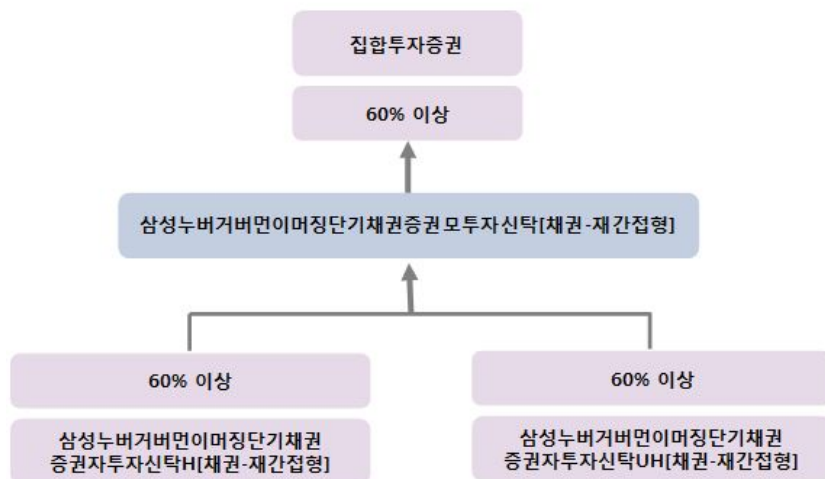 집합투자증권
60% 이상
삼성누버거버먼이머징단기채권증권모투자신탁[채권-재간접형]
60% 이상
60% 이상
삼성누버거버먼이머징단기채권
증권자투자신탁H[채권-재간접형]
삼성누버거버먼이머징단기채권
증권자투자신탁UH[채권-재간접형]